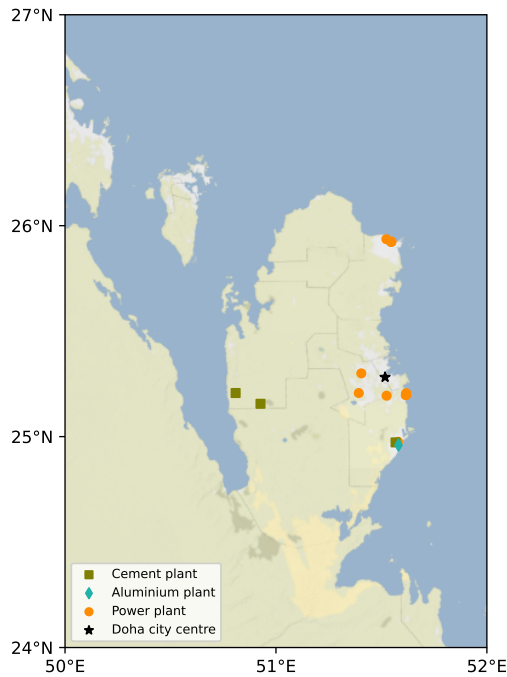 27°N
26°N
25°N
24°N
Cement plant
Aluminium plant
Power plant
Doha city centre
50°E 51°E 52°E